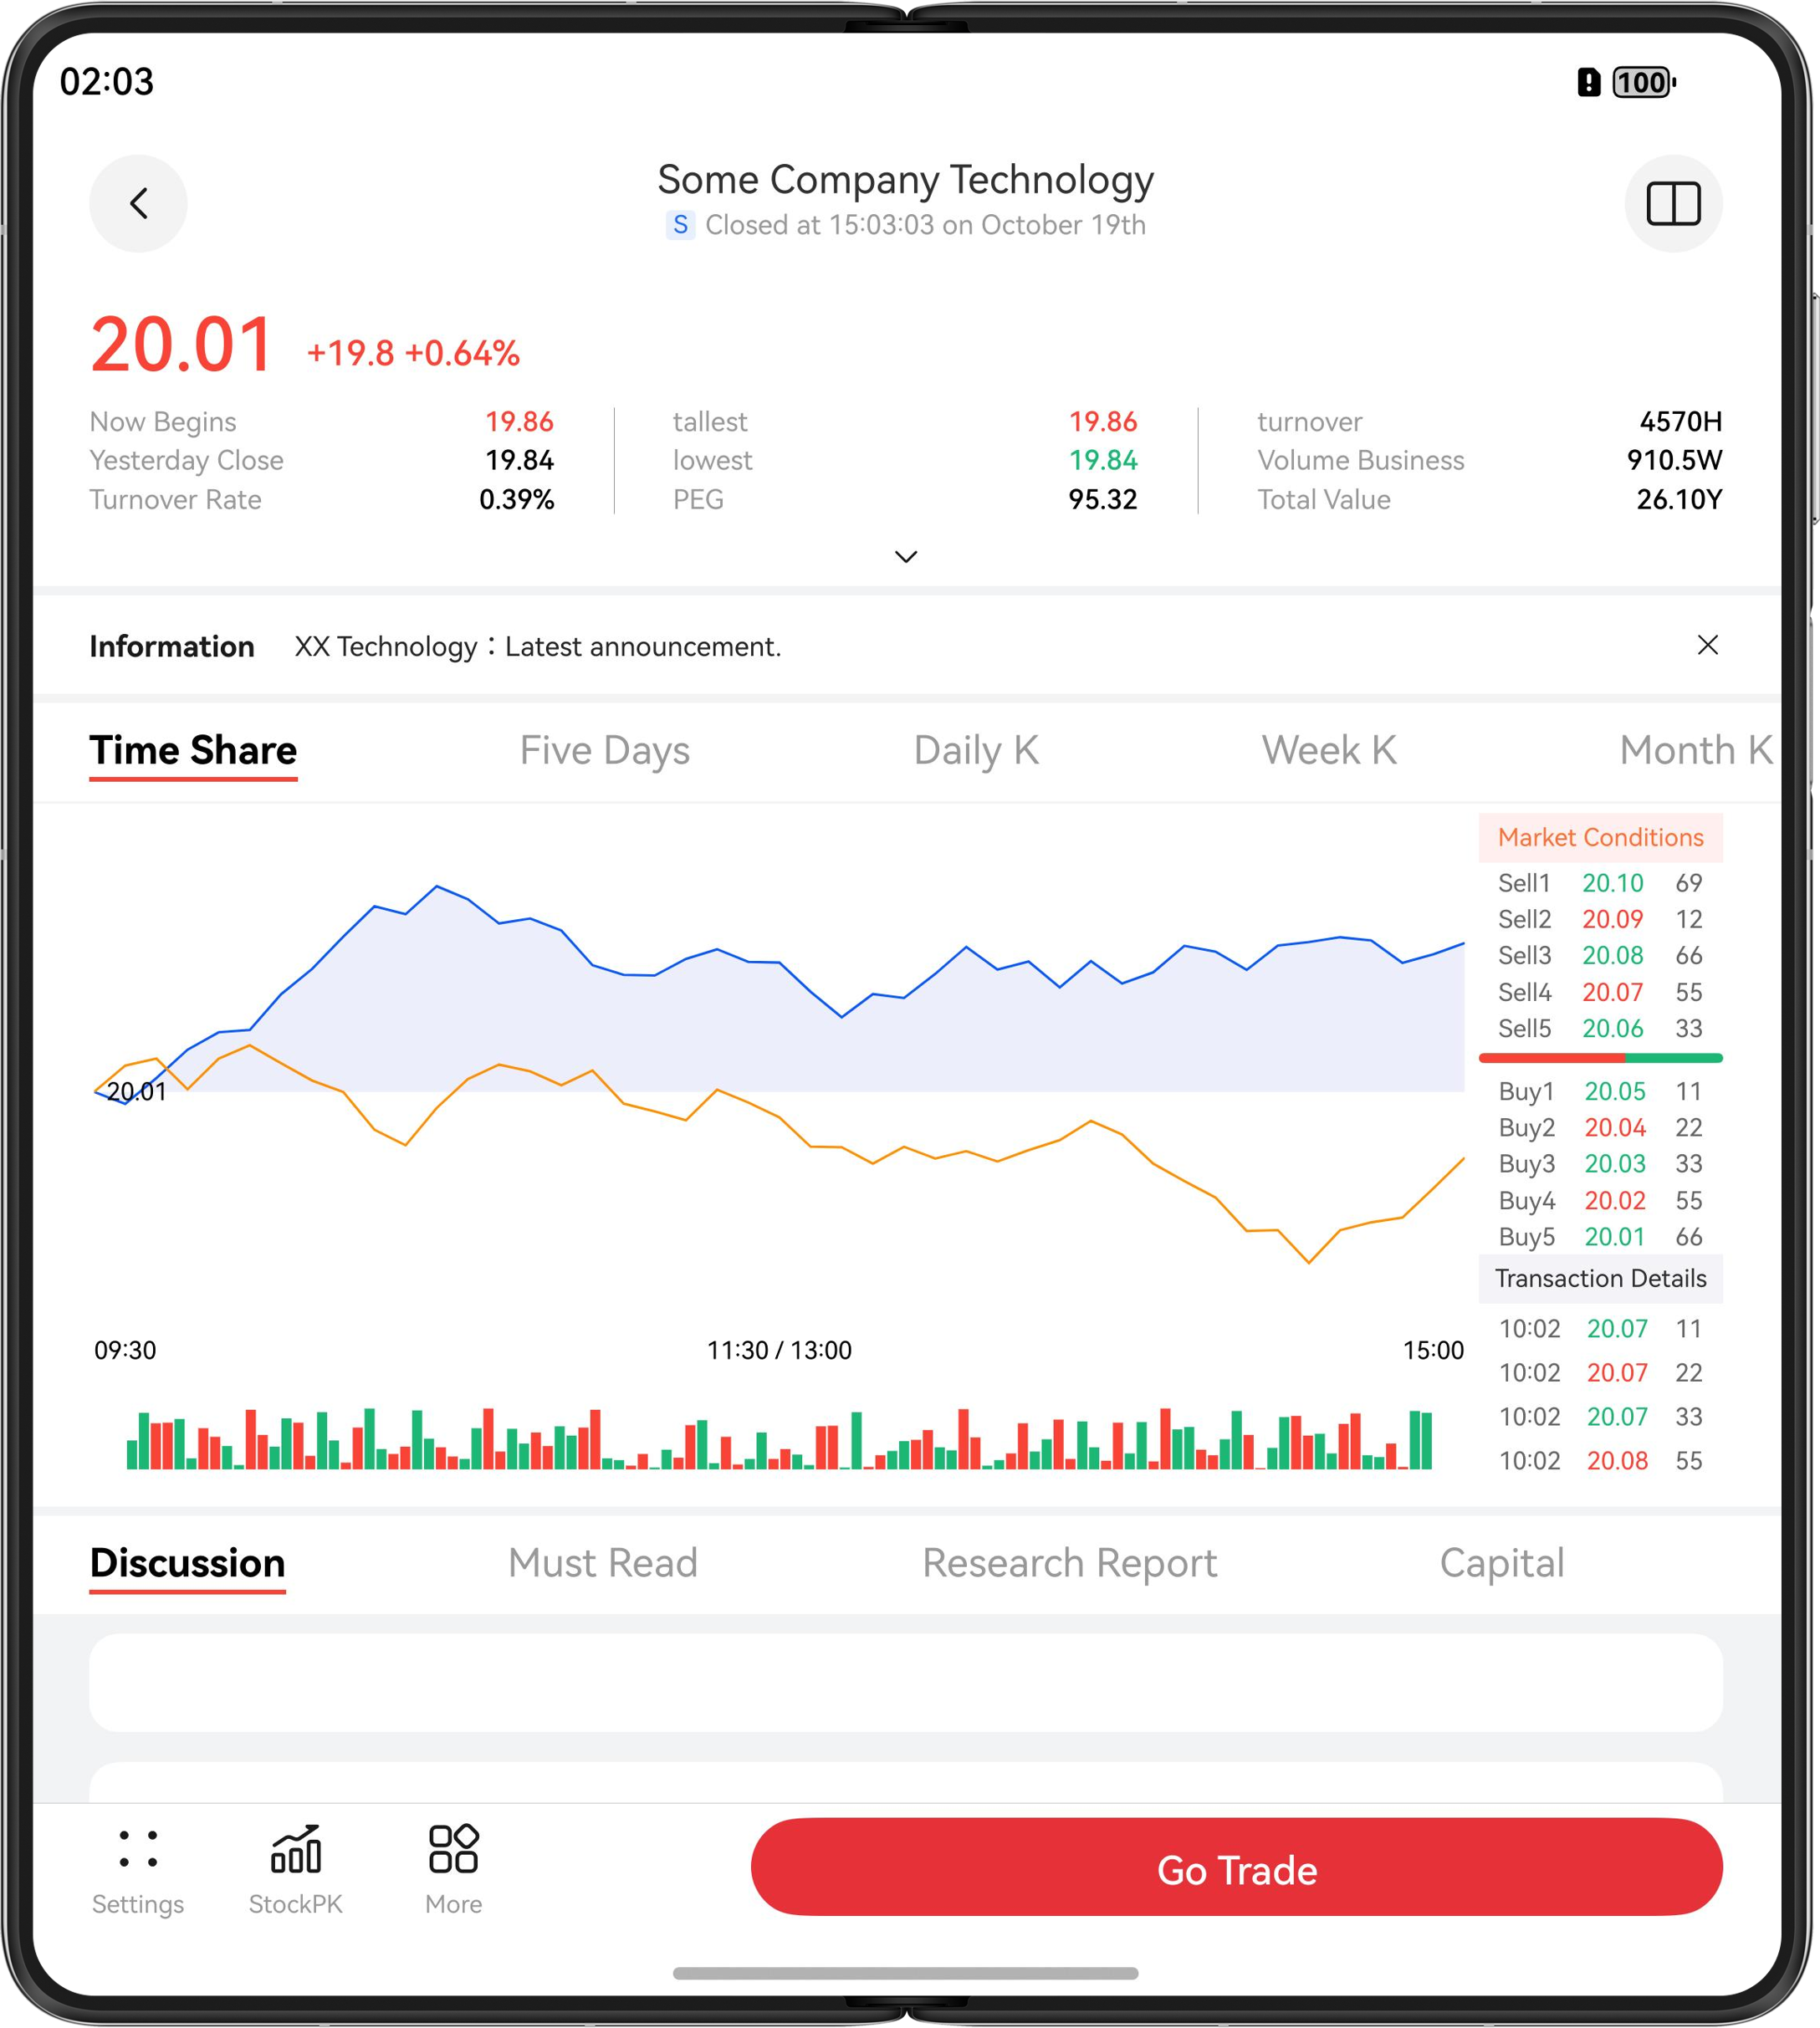 02:03
100
Some Company Technology
S Closed at 15:03:03 on October 19th
20.01 +19.8 +0.64%
Now Begins 19.86 tallest 19.86 turnover 4570H
Yesterday Close 19.84 lowest 19.84 Volume Business 910.5W
Turnover Rate 0.39% PEG 95.32 Total Value 26.10Y
Information XX Technology：Latest announcement.
Time Share Five Days Daily K Week K Month K
20.01
09:30 11:30 / 13:00 15:00
Market Conditions
Sell1 20.10 69
Sell2 20.09 12
Sell3 20.08 66
Sell4 20.07 55
Sell5 20.06 33
Buy1 20.05 11
Buy2 20.04 22
Buy3 20.03 33
Buy4 20.02 55
Buy5 20.01 66
Transaction Details
10:02 20.07 11
10:02 20.07 22
10:02 20.07 33
10:02 20.08 55
Discussion Must Read Research Report Capital
Settings StockPK More Go Trade